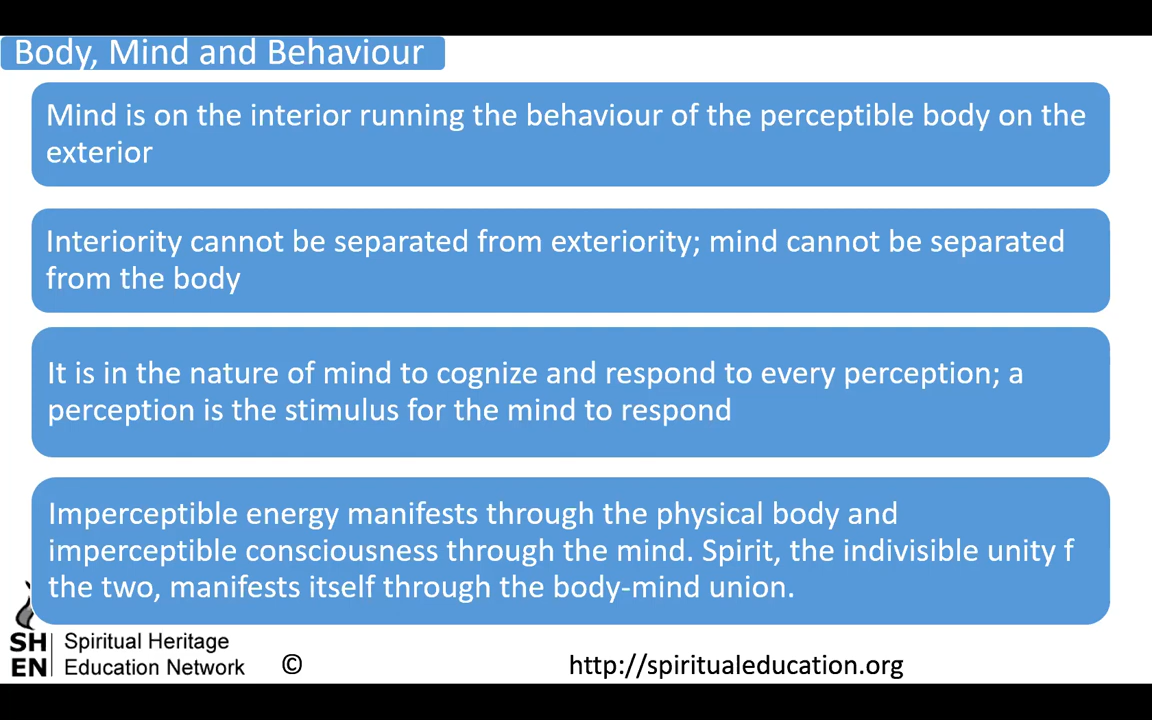 Body, Mind and Behaviour
Mind is on the interior running the behaviour of the perceptible body on the
exterior
Interiority cannot be separated from exteriority; mind cannot be separated
from the body
It is in the nature of mind to cognize and respond to every perception; a
perception is the stimulus for the mind to respond
Imperceptible energy manifests through the physical body and
imperceptible consciousness through the mind. Spirit, the indivisible unity f
the two, manifests itself through the body-mind union.
SH
EN
Spiritual Heritage
Education Network
©
http://spiritualeducation.org